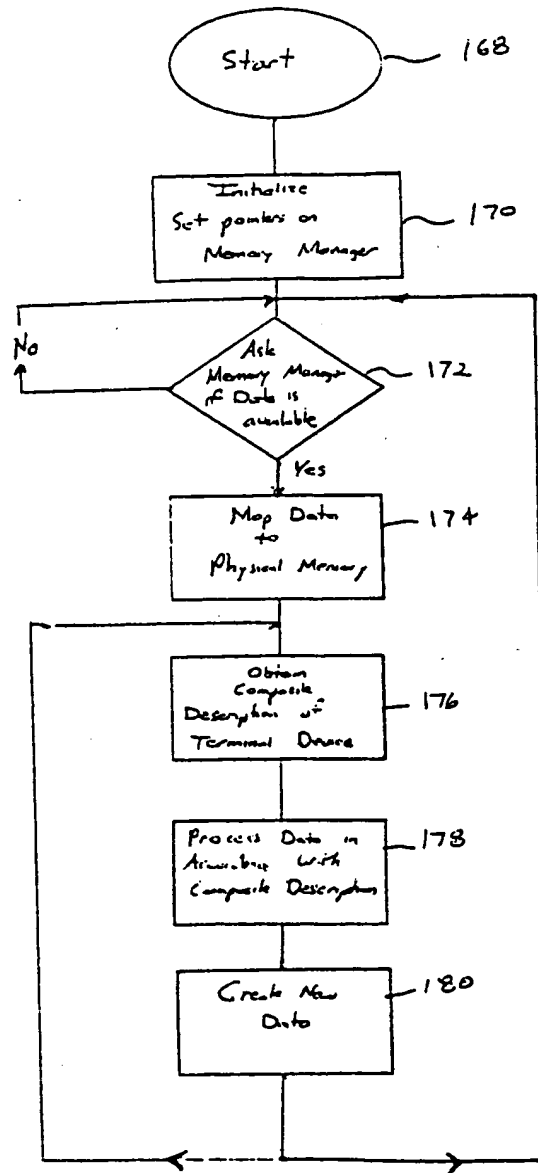 Start
168
Initialize
Set pointers on
Memory Manager
170
No
Ask
Memory Manager
if Data is
available
172
Yes
Map Data
to
Physical Memory
174
Obtain
Composite
Description of
Terminal Device
176
Process Data in
with
Composite Description
178
Create New
Data
180